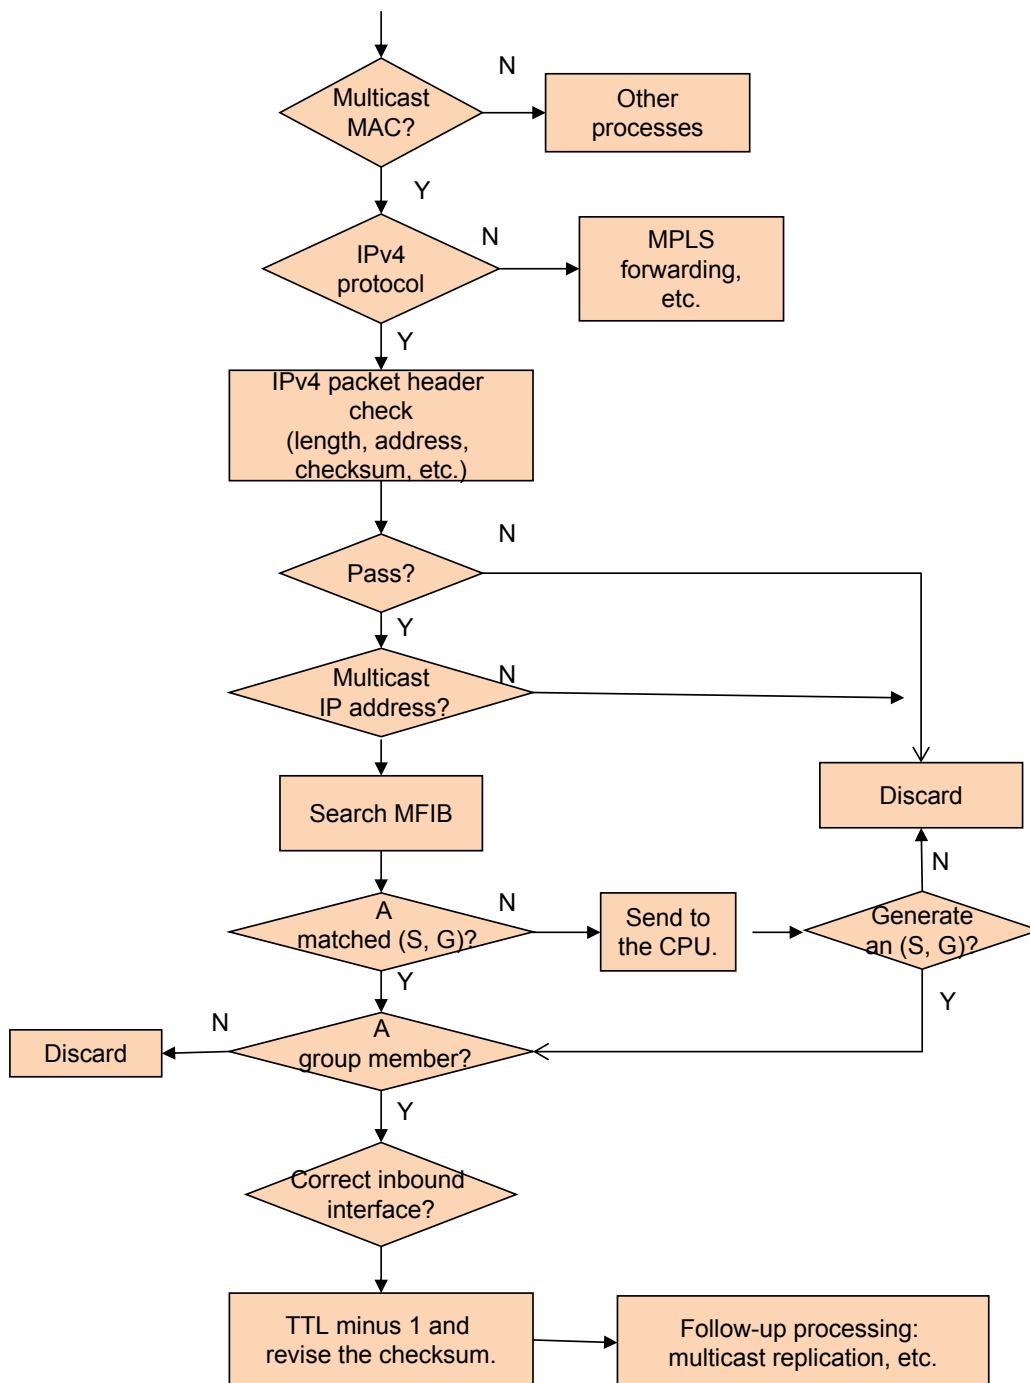 N
Multicast
MAC?
Other
processes
Y
N
IPv4
protocol
MPLS
forwarding,
etc.
Y
IPv4 packet header
check
(length, address,
checksum, etc.)
N
Pass?
Y
Multicast
IP address?
N
Search MFIB
Discard
N
A
matched (S, G)?
N
Send to
the CPU.
Generate
an (S, G)?
Y
Y
N
Discard
A
group member?
Y
Correct inbound
interface?
TTL minus 1 and
revise the checksum.
Follow-up processing:
multicast replication, etc.